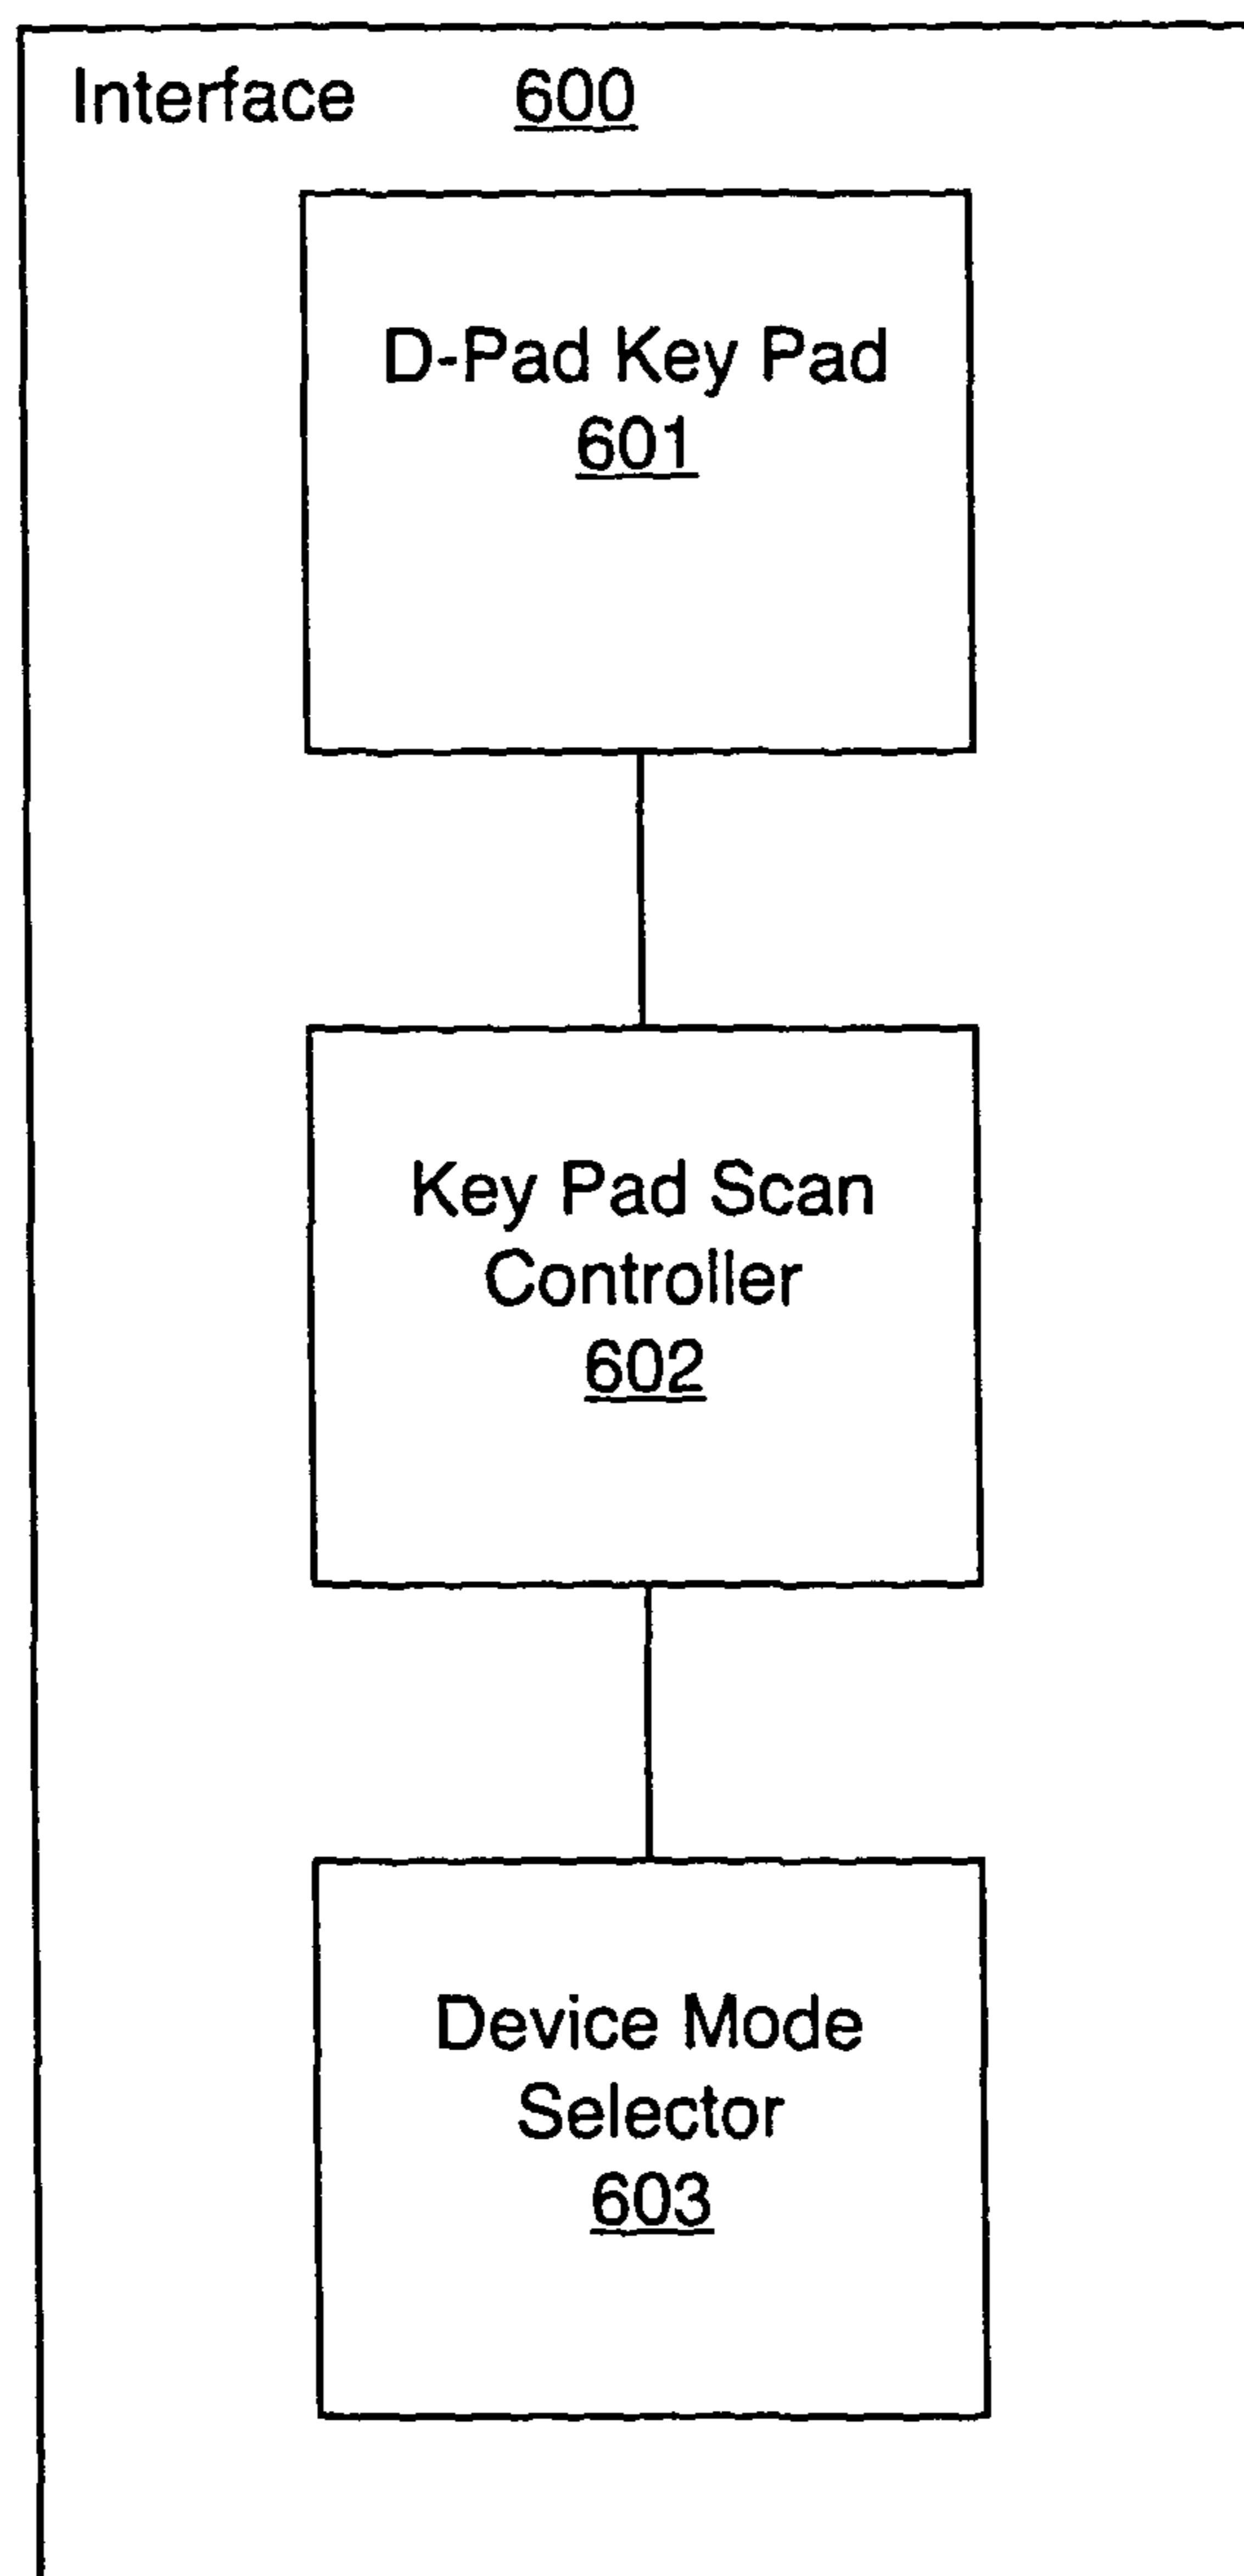 Interface 600
D-Pad Key Pad
601
Key Pad Scan
Controller
602
Device Mode
Selector
603